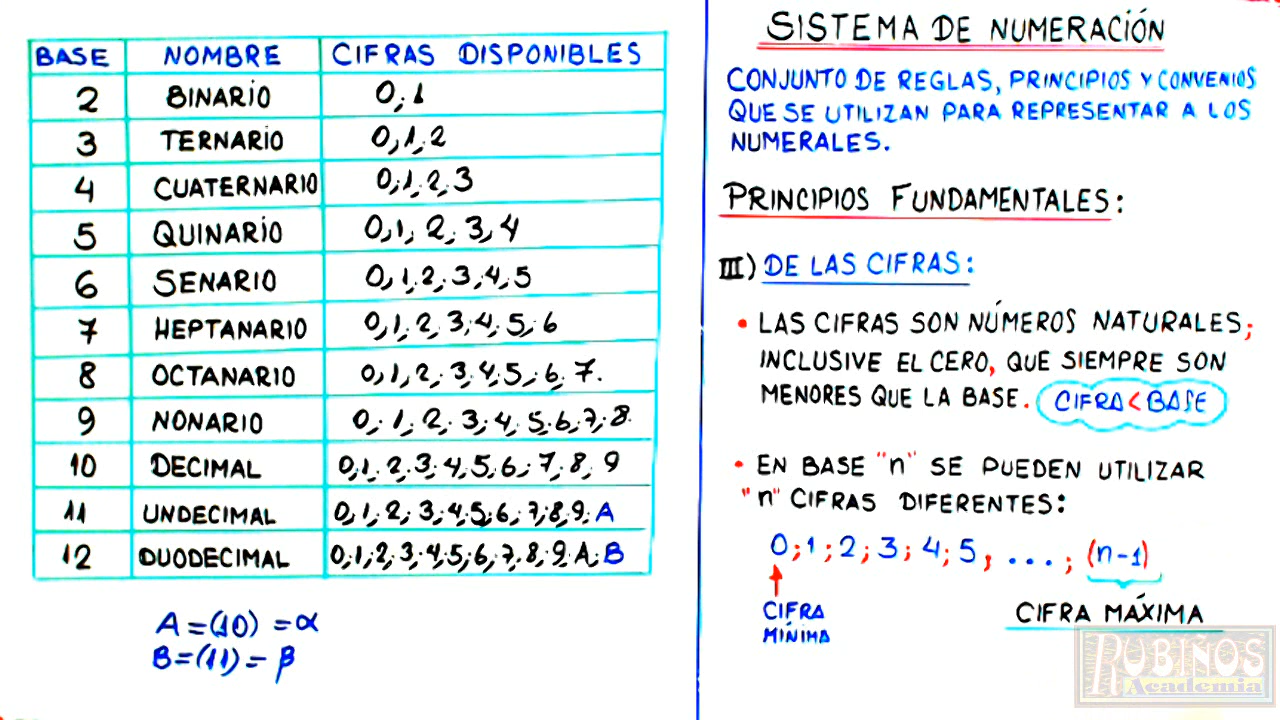 BASE NOMBRE CIFRAS DISPONIBLES
2 BINARIO 0; 1
3 TERNARIO 0; 1; 2
4 CUATERNARIO 0; 1; 2; 3
5 QUINARIO 0; 1; 2; 3; 4
6 SENARIO 0; 1; 2; 3; 4; 5
7 HEPTANARIO 0; 1; 2; 3; 4; 5; 6
8 OCTANARIO 0; 1; 2; 3; 4; 5; 6; 7.
9 NONARIO 0; 1; 2; 3; 4; 5; 6; 7; 8.
10 DECIMAL 0; 1; 2; 3; 4; 5; 6; 7; 8; 9
11 UNDECIMAL 0; 1; 2; 3; 4; 5; 6; 7; 8; 9; A
12 DUODECIMAL 0; 1; 2; 3; 4; 5; 6; 7; 8; 9; A; B
A = (10) = α
B = (11) = β
SISTEMA DE NUMERACIÓN
CONJUNTO DE REGLAS, PRINCIPIOS Y CONVENIOS
QUE SE UTILIZAN PARA REPRESENTAR A LOS
NUMERALES.
PRINCIPIOS FUNDAMENTALES:
III) DE LAS CIFRAS:
• LAS CIFRAS SON NÚMEROS NATURALES;
INCLUSIVE EL CERO, QUE SIEMPRE SON
MENORES QUE LA BASE. CIFRA < BASE
• EN BASE "n" SE PUEDEN UTILIZAR
"n" CIFRAS DIFERENTES:
0; 1; 2; 3; 4; 5; ...; (n-1)
CIFRA
MÍNIMA
CIFRA MÁXIMA
RUBIÑOS
Academia